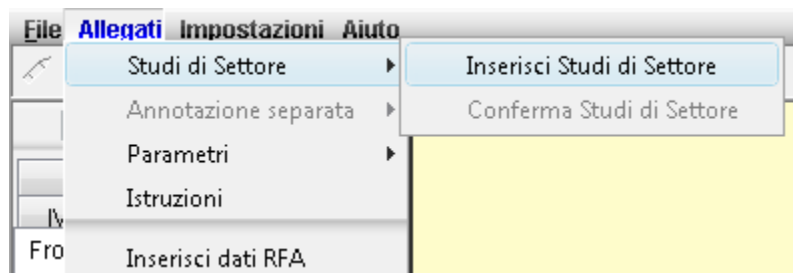 File Allegati Impostazioni Aiuto
Studi di Settore Inserisci Studi di Settore
Annotazione separata Conferma Studi di Settore
Parametri
Istruzioni
Fro Inserisci dati RFA